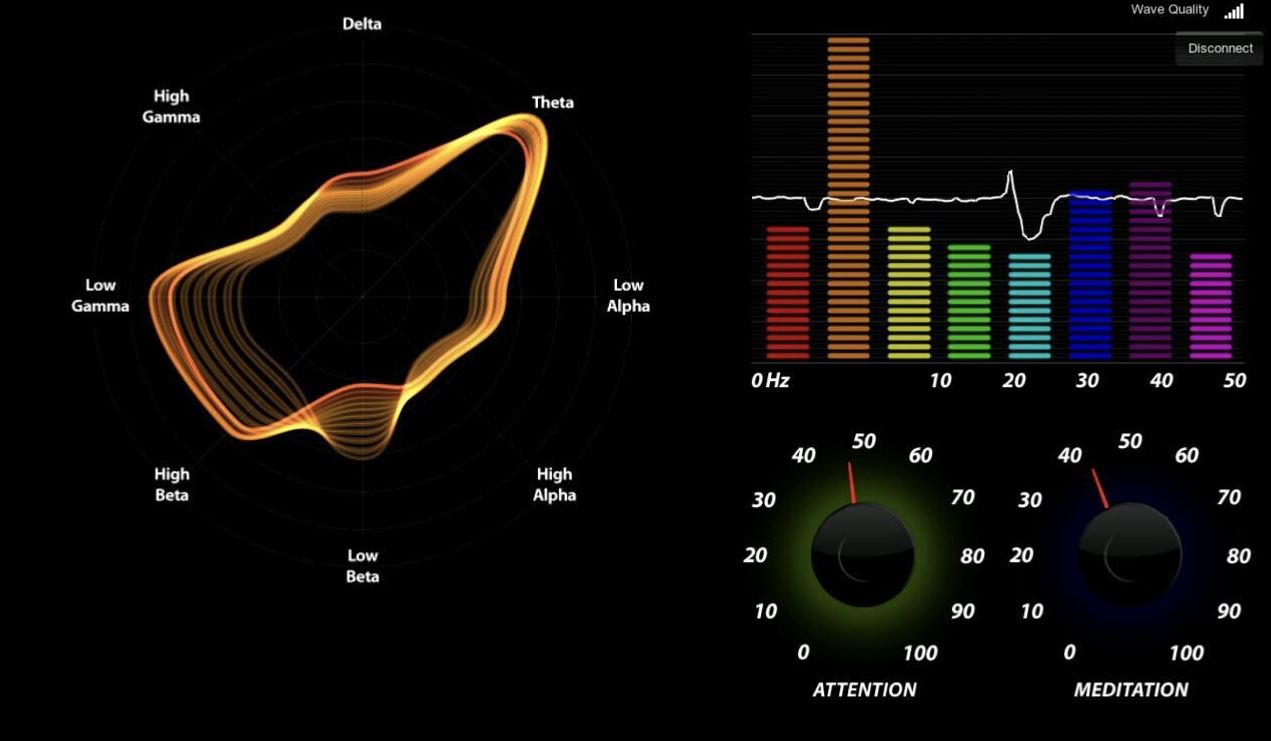 Delta
Theta
Low
Alpha
High
Alpha
Low
Beta
High
Beta
Low
Gamma
High
Gamma
Wave Quality
Disconnect
0 Hz 10 20 30 40 50
0 10 20 30 40 50 60 70 80 90 100
ATTENTION
0 10 20 30 40 50 60 70 80 90 100
MEDITATION